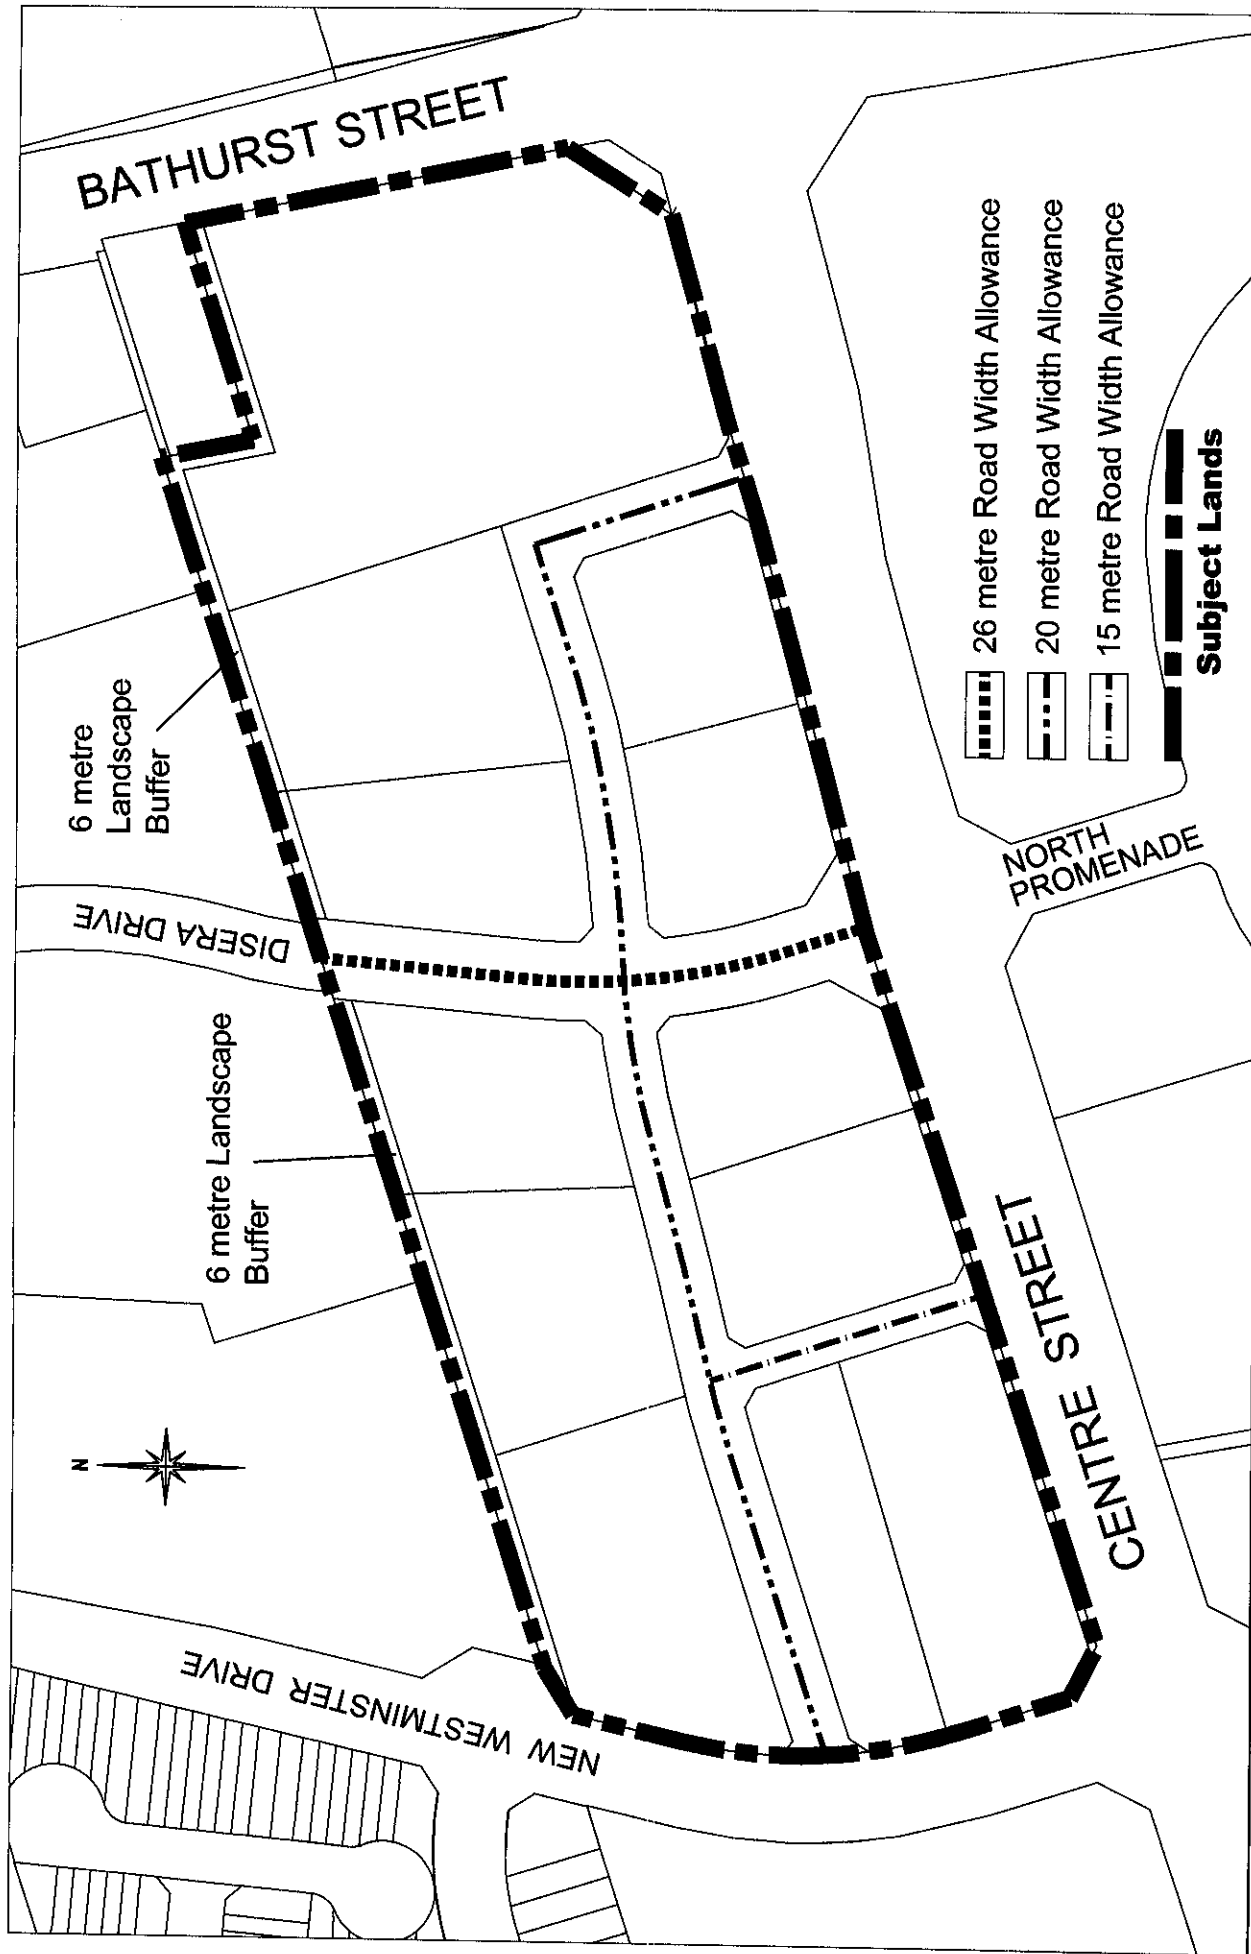 BATHURST STREET
6 metre
Landscape
Buffer
DISERA DRIVE
6 metre Landscape
Buffer
N
NEW WESTMINSTER DRIVE
CENTRE STREET
NORTH
PROMENADE
26 metre Road Width Allowance
20 metre Road Width Allowance
15 metre Road Width Allowance
Subject Lands